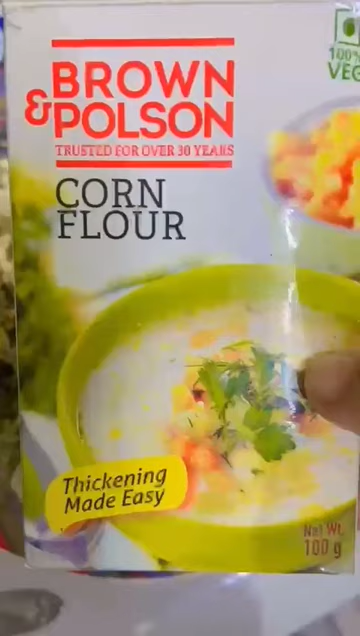 100%
VEG
BROWN
& POLSON
TRUSTED FOR OVER 30 YEARS
CORN
FLOUR
Thickening
Made Easy
Net Wt.
100 g